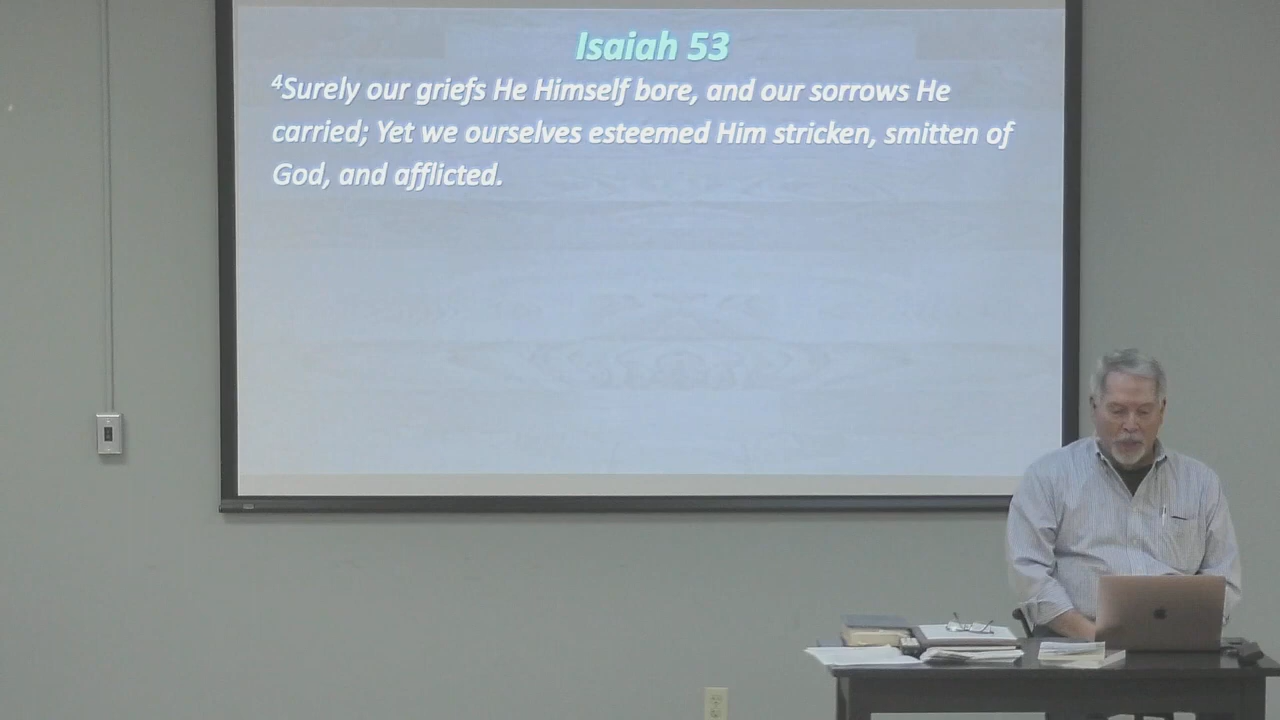 Isaiah 53
4Surely our griefs He Himself bore, and our sorrows He
carried; Yet we ourselves esteemed Him stricken, smitten of
God, and afflicted.